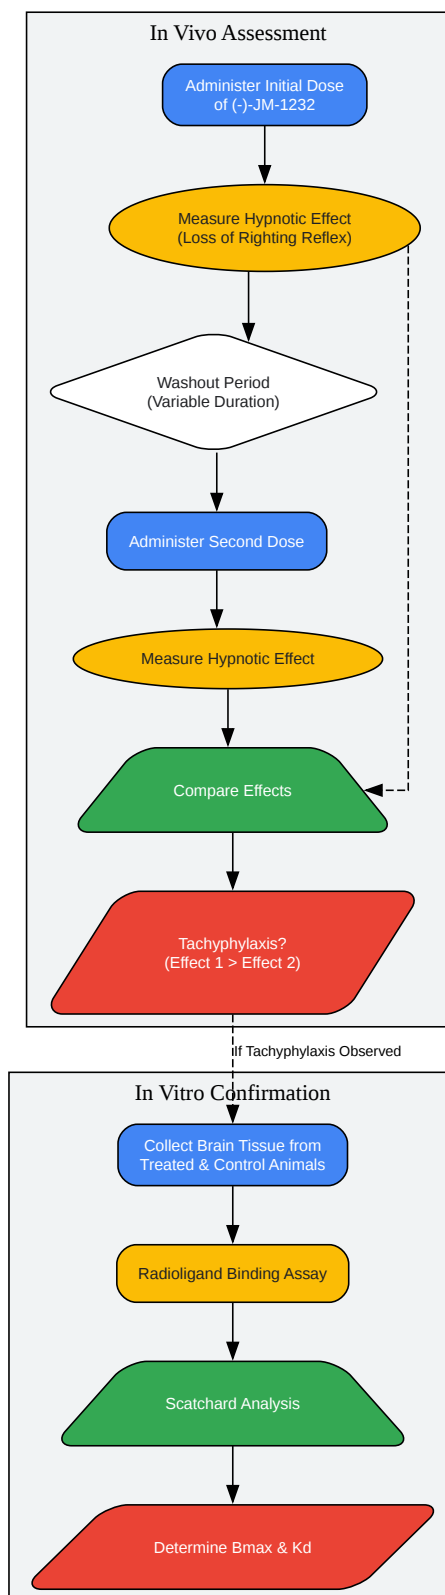 In Vivo Assessment
Administer Initial Dose
of (-)-JM-1232
Measure Hypnotic Effect
(Loss of Righting Reflex)
Washout Period
(Variable Duration)
Administer Second Dose
Measure Hypnotic Effect
Compare Effects
Tachyphylaxis?
(Effect 1 > Effect 2)
If Tachyphylaxis Observed
In Vitro Confirmation
Collect Brain Tissue from
Treated & Control Animals
Radioligand Binding Assay
Scatchard Analysis
Determine Bmax & Kd